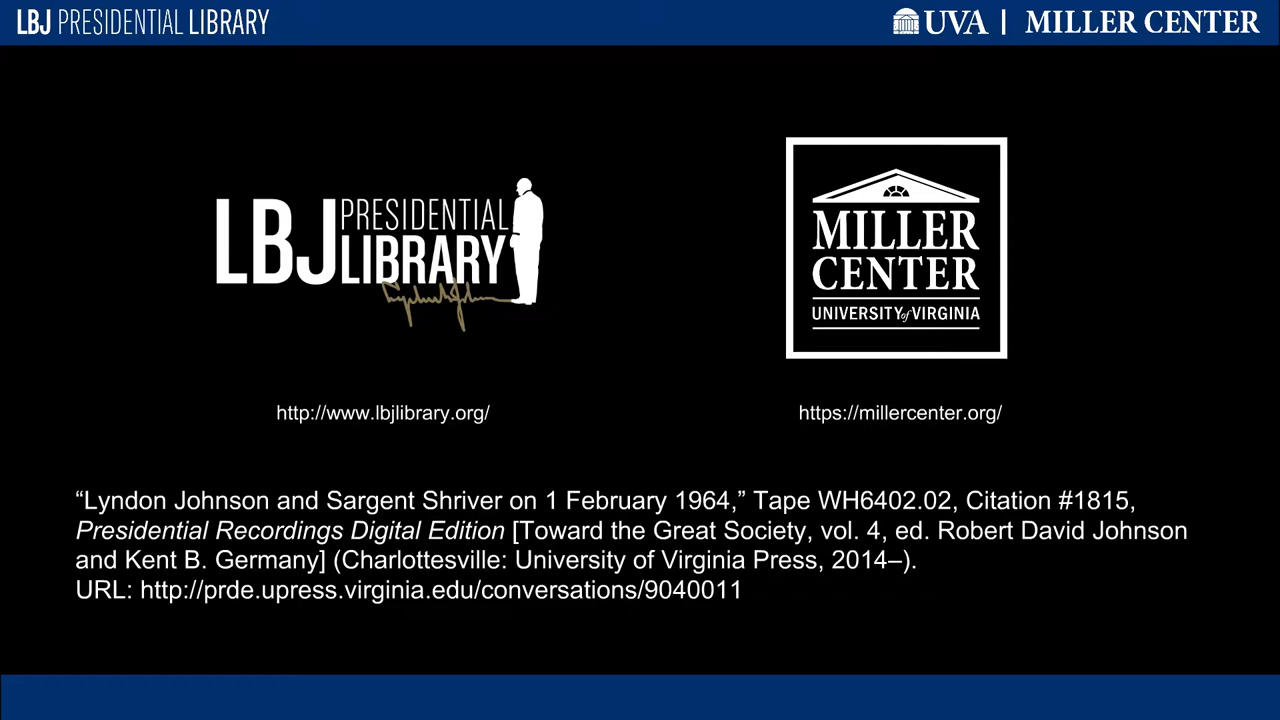 LBJ PRESIDENTIAL LIBRARY
UVA | MILLER CENTER
LBJ PRESIDENTIAL LIBRARY
MILLER
CENTER
UNIVERSITY of VIRGINIA
http://www.lbjlibrary.org/
https://millercenter.org/
“Lyndon Johnson and Sargent Shriver on 1 February 1964,” Tape WH6402.02, Citation #1815,
Presidential Recordings Digital Edition [Toward the Great Society, vol. 4, ed. Robert David Johnson
and Kent B. Germany] (Charlottesville: University of Virginia Press, 2014–).
URL: http://prde.upress.virginia.edu/conversations/9040011